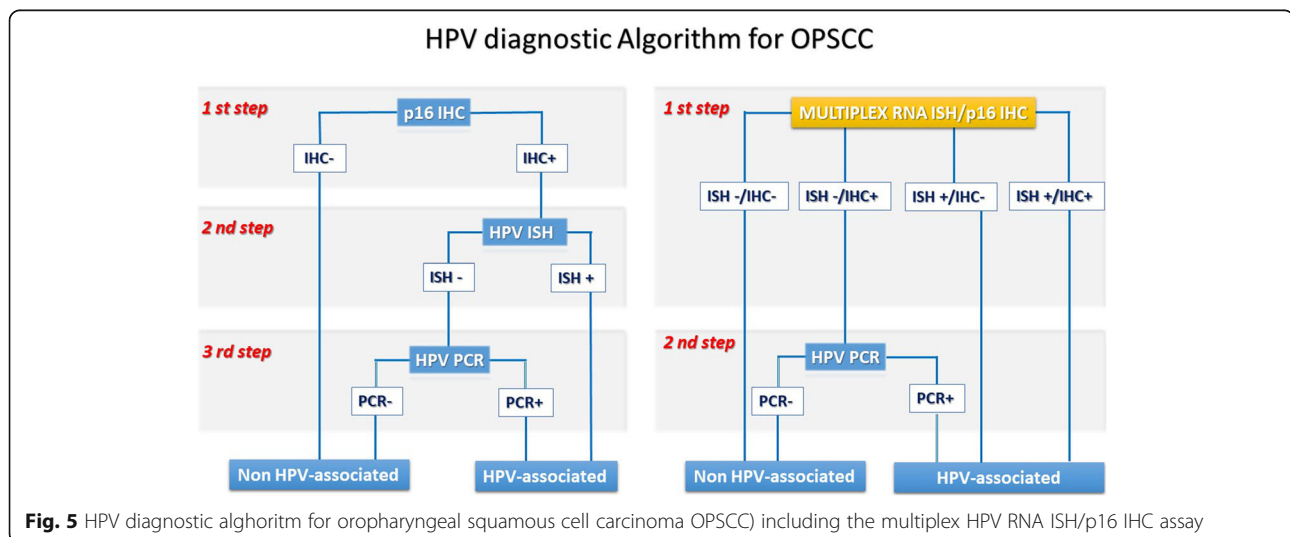 HPV diagnostic Algorithm for OPSCC
1 st step
p16 IHC
IHC-
IHC+
2 nd step
HPV ISH
ISH -
ISH +
3 rd step
HPV PCR
PCR-
PCR+
Non HPV-associated
HPV-associated
1 st step
MULTIPLEX RNA ISH/p16 IHC
ISH -/IHC-
ISH -/IHC+
ISH +/IHC-
ISH +/IHC+
2 nd step
HPV PCR
PCR-
PCR+
Non HPV-associated
HPV-associated
Fig. 5 HPV diagnostic alghoritm for oropharyngeal squamous cell carcinoma OPSCC) including the multiplex HPV RNA ISH/p16 IHC assay